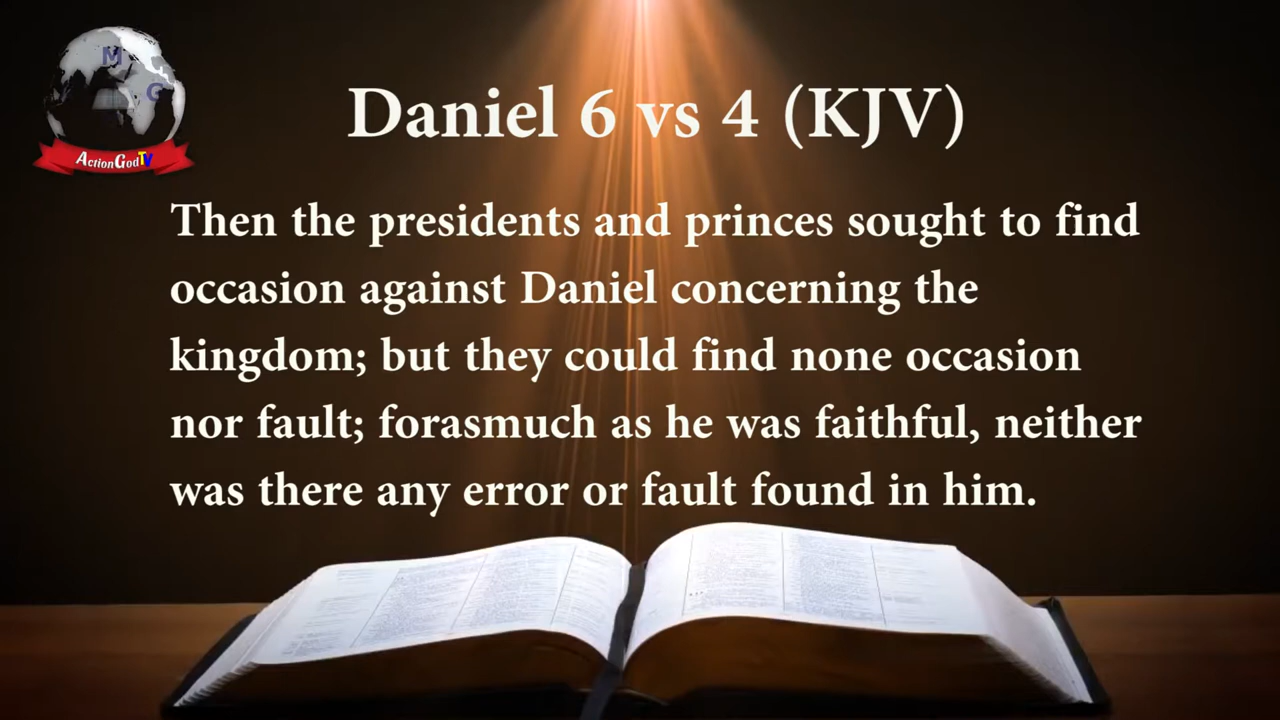 M
G
ActionGodTV
Daniel 6 vs 4 (KJV)
Then the presidents and princes sought to find
occasion against Daniel concerning the
kingdom; but they could find none occasion
nor fault; forasmuch as he was faithful, neither
was there any error or fault found in him.